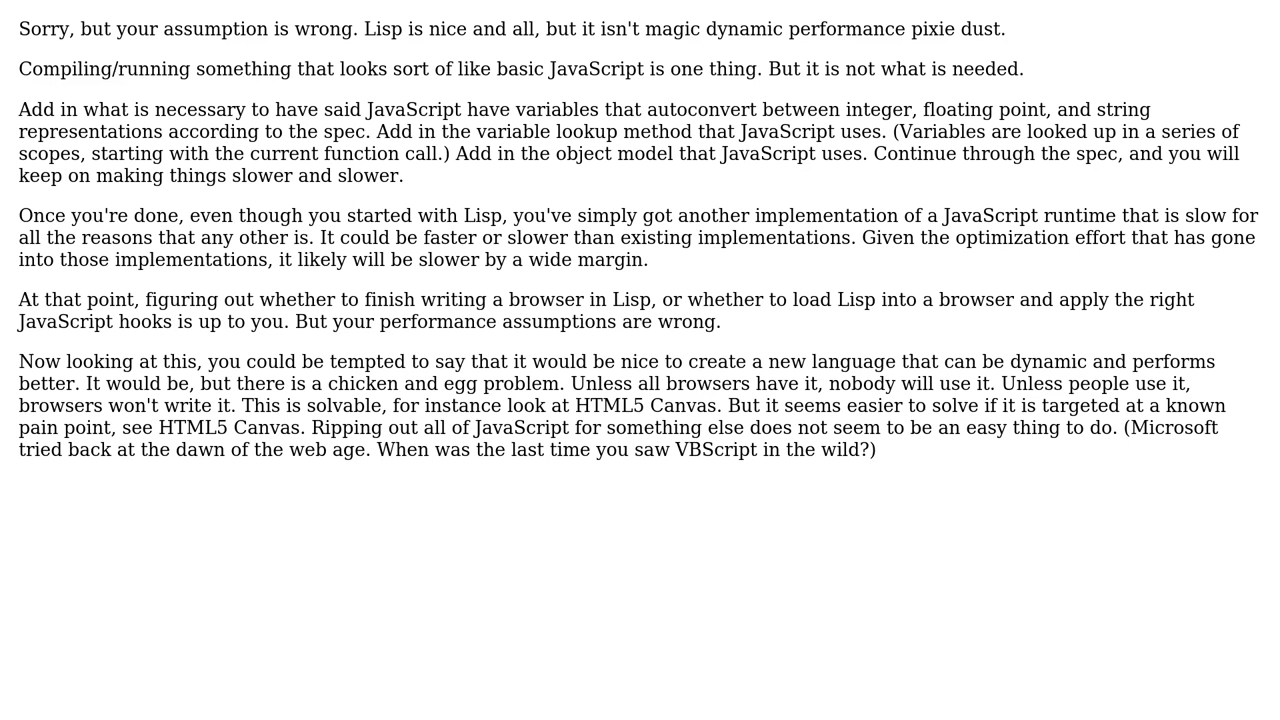 Sorry, but your assumption is wrong. Lisp is nice and all, but it isn't magic dynamic performance pixie dust.
Compiling/running something that looks sort of like basic JavaScript is one thing. But it is not what is needed.
Add in what is necessary to have said JavaScript have variables that autoconvert between integer, floating point, and string
representations according to the spec. Add in the variable lookup method that JavaScript uses. (Variables are looked up in a series of
scopes, starting with the current function call.) Add in the object model that JavaScript uses. Continue through the spec, and you will
keep on making things slower and slower.
Once you're done, even though you started with Lisp, you've simply got another implementation of a JavaScript runtime that is slow for
all the reasons that any other is. It could be faster or slower than existing implementations. Given the optimization effort that has gone
into those implementations, it likely will be slower by a wide margin.
At that point, figuring out whether to finish writing a browser in Lisp, or whether to load Lisp into a browser and apply the right
JavaScript hooks is up to you. But your performance assumptions are wrong.
Now looking at this, you could be tempted to say that it would be nice to create a new language that can be dynamic and performs
better. It would be, but there is a chicken and egg problem. Unless all browsers have it, nobody will use it. Unless people use it,
browsers won't write it. This is solvable, for instance look at HTML5 Canvas. But it seems easier to solve if it is targeted at a known
pain point, see HTML5 Canvas. Ripping out all of JavaScript for something else does not seem to be an easy thing to do. (Microsoft
tried back at the dawn of the web age. When was the last time you saw VBScript in the wild?)